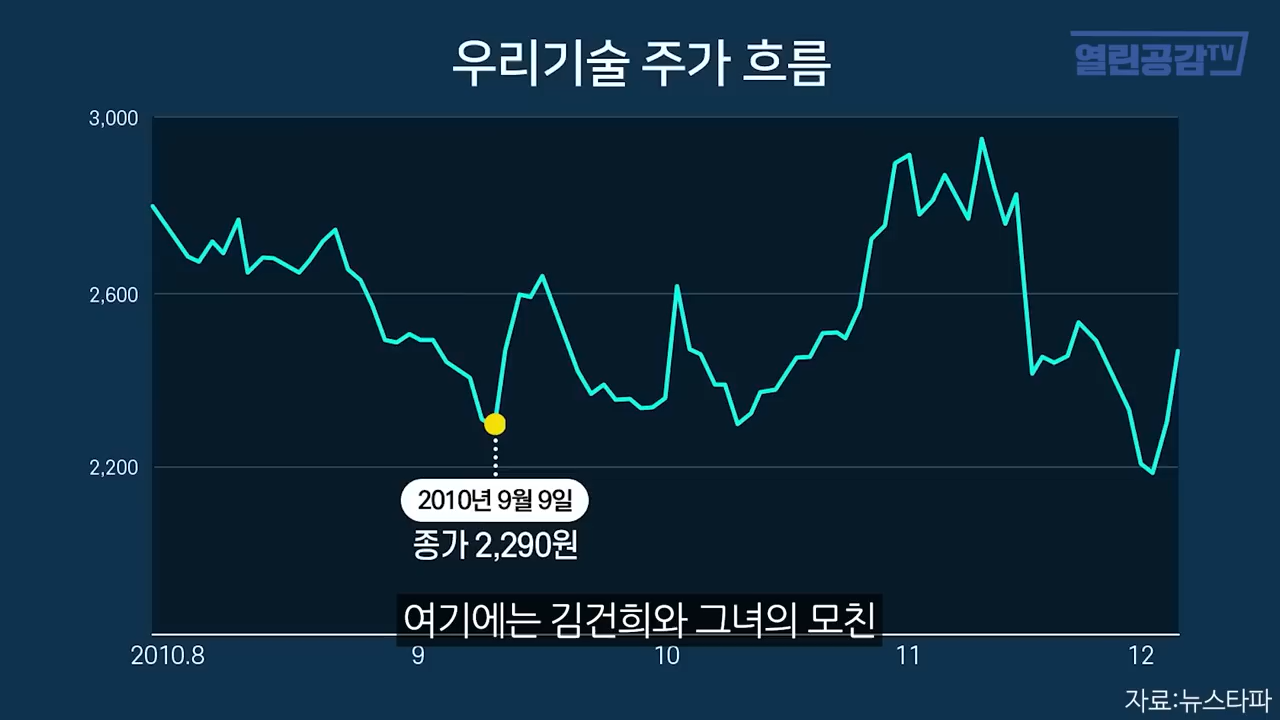 우리기술 주가 흐름
열린공감TV
3,000
2,600
2,200
2010년 9월 9일
종가 2,290원
여기에는 김건희와 그녀의 모친
2010.8 9 10 11 12
자료:뉴스타파